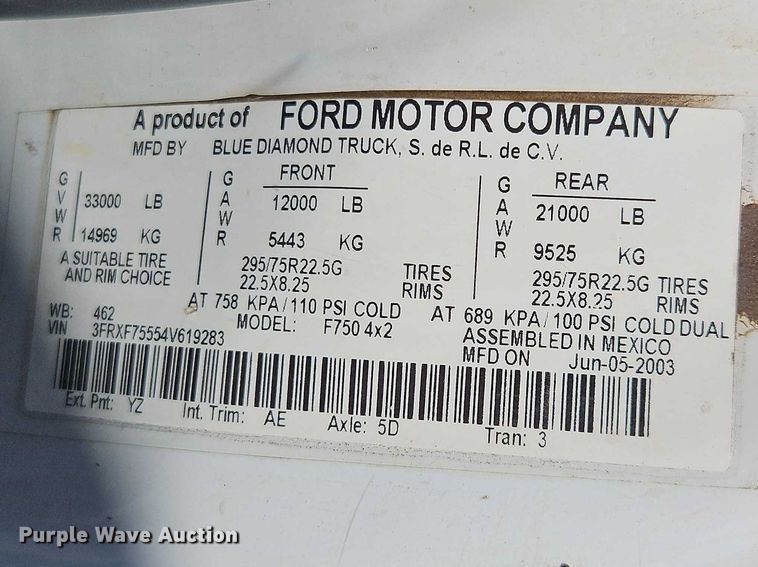 A product of FORD MOTOR COMPANY
MFD BY BLUE DIAMOND TRUCK, S. de R.L. de C.V.
GVWR 33000 LB 14969 KG
FRONT GAWR 12000 LB 5443 KG
REAR GAWR 21000 LB 9525 KG
A SUITABLE TIRE AND RIM CHOICE
295/75R22.5G TIRES 295/75R22.5G TIRES
22.5X8.25 RIMS 22.5X8.25 RIMS
AT 758 KPA/110 PSI COLD AT 689 KPA/100 PSI COLD DUAL
WB: 462
VIN 3FRXF75554V619283
MODEL: F750 4x2
ASSEMBLED IN MEXICO
MFD ON Jun-05-2003
Ext. Pnt: YZ Int. Trim: AE Axle: 5D Tran: 3
Purple Wave Auction